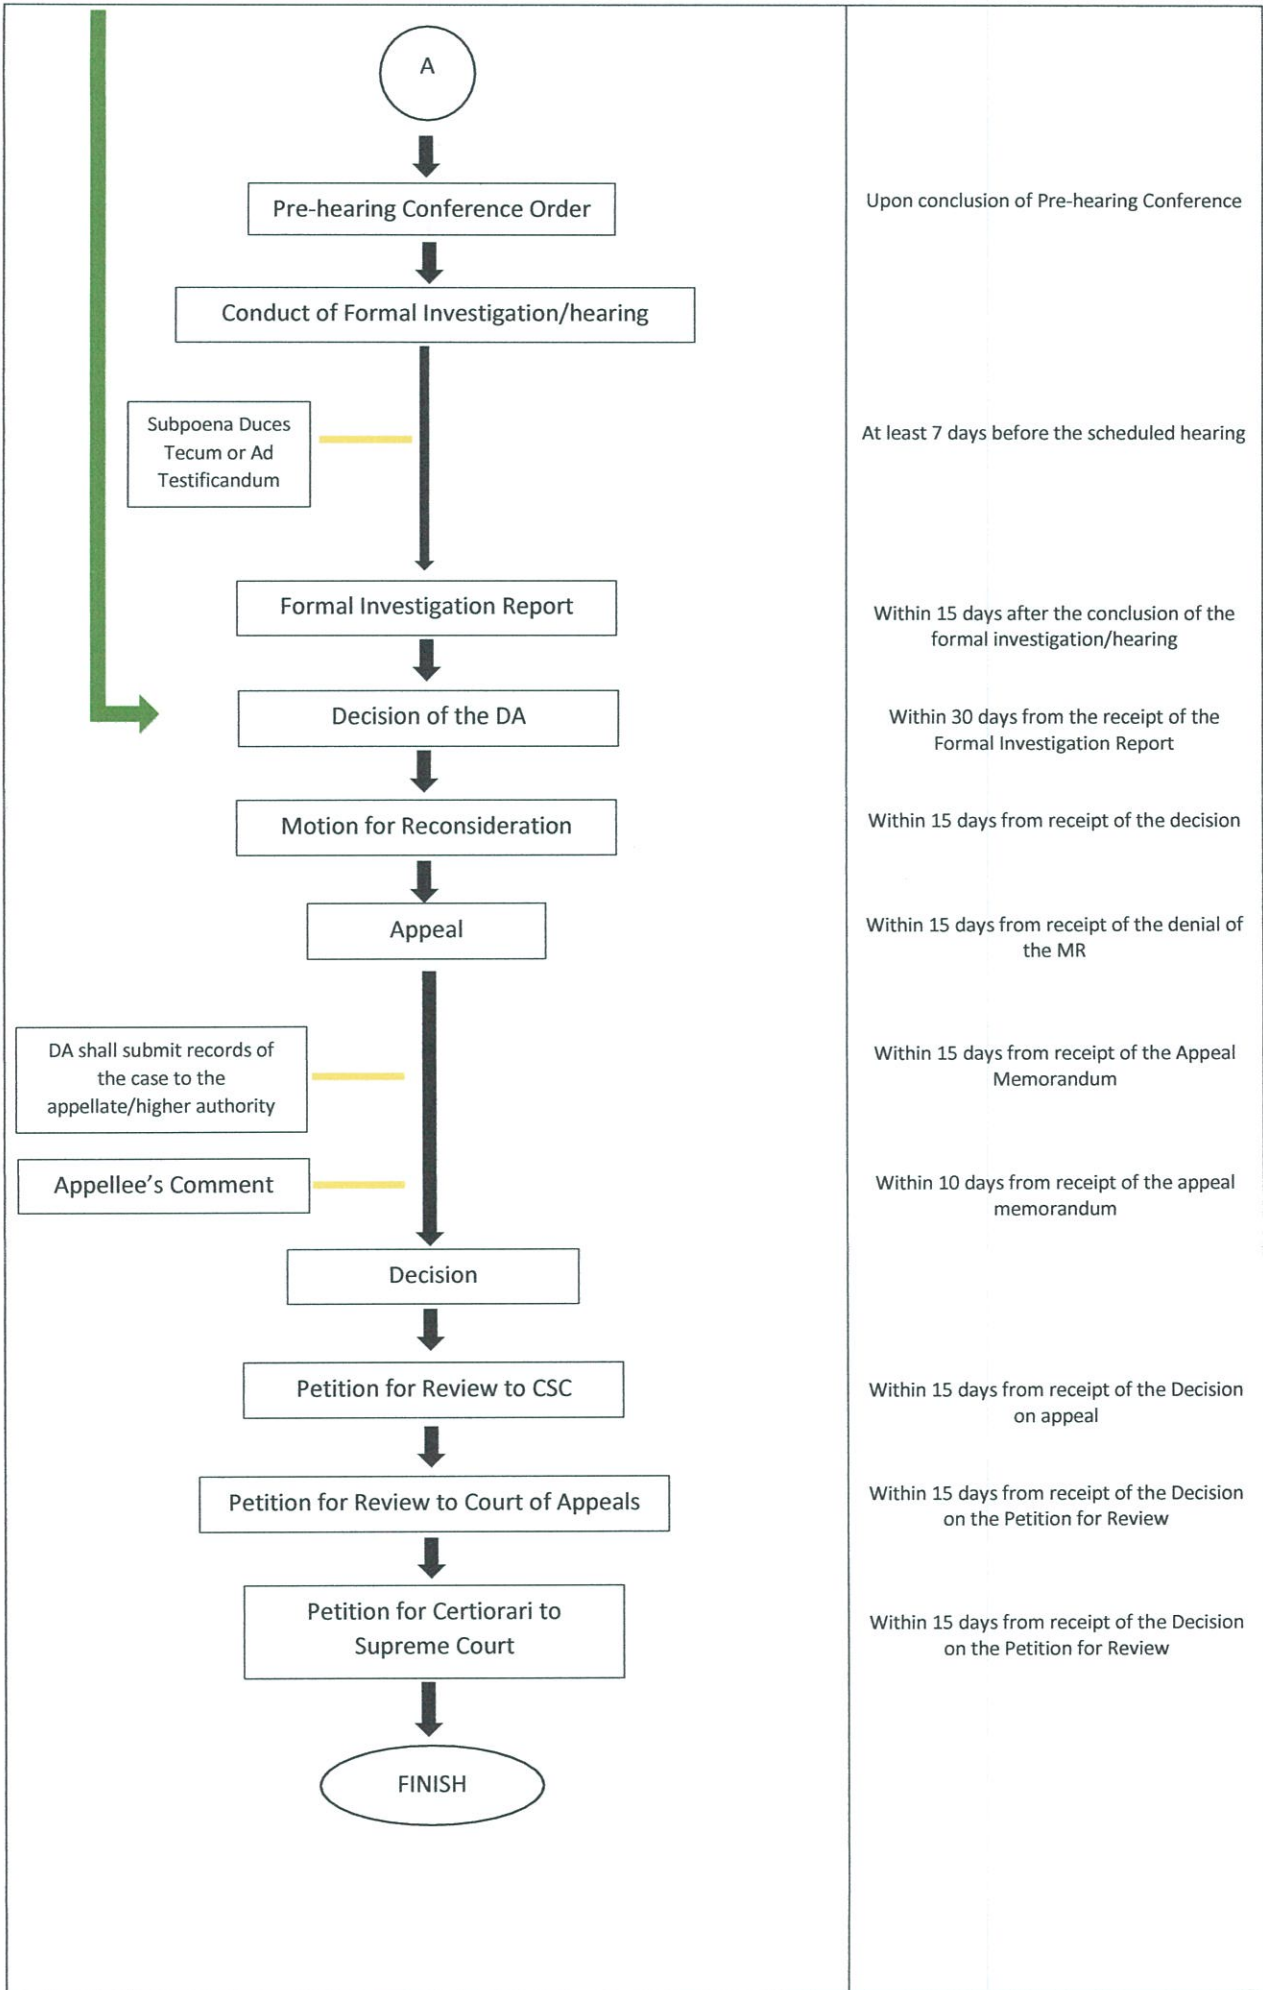 A
Pre-hearing Conference Order
Upon conclusion of Pre-hearing Conference
Conduct of Formal Investigation/hearing
Subpoena Duces
Tecum or Ad
Testificandum
At least 7 days before the scheduled hearing
Formal Investigation Report
Within 15 days after the conclusion of the
formal investigation/hearing
Decision of the DA
Within 30 days from the receipt of the
Formal Investigation Report
Motion for Reconsideration
Within 15 days from receipt of the decision
Appeal
Within 15 days from receipt of the denial of
the MR
DA shall submit records of
the case to the
appellate/higher authority
Within 15 days from receipt of the Appeal
Memorandum
Appellee’s Comment
Within 10 days from receipt of the appeal
memorandum
Decision
Petition for Review to CSC
Within 15 days from receipt of the Decision
on appeal
Petition for Review to Court of Appeals
Within 15 days from receipt of the Decision
on the Petition for Review
Petition for Certiorari to
Supreme Court
Within 15 days from receipt of the Decision
on the Petition for Review
FINISH